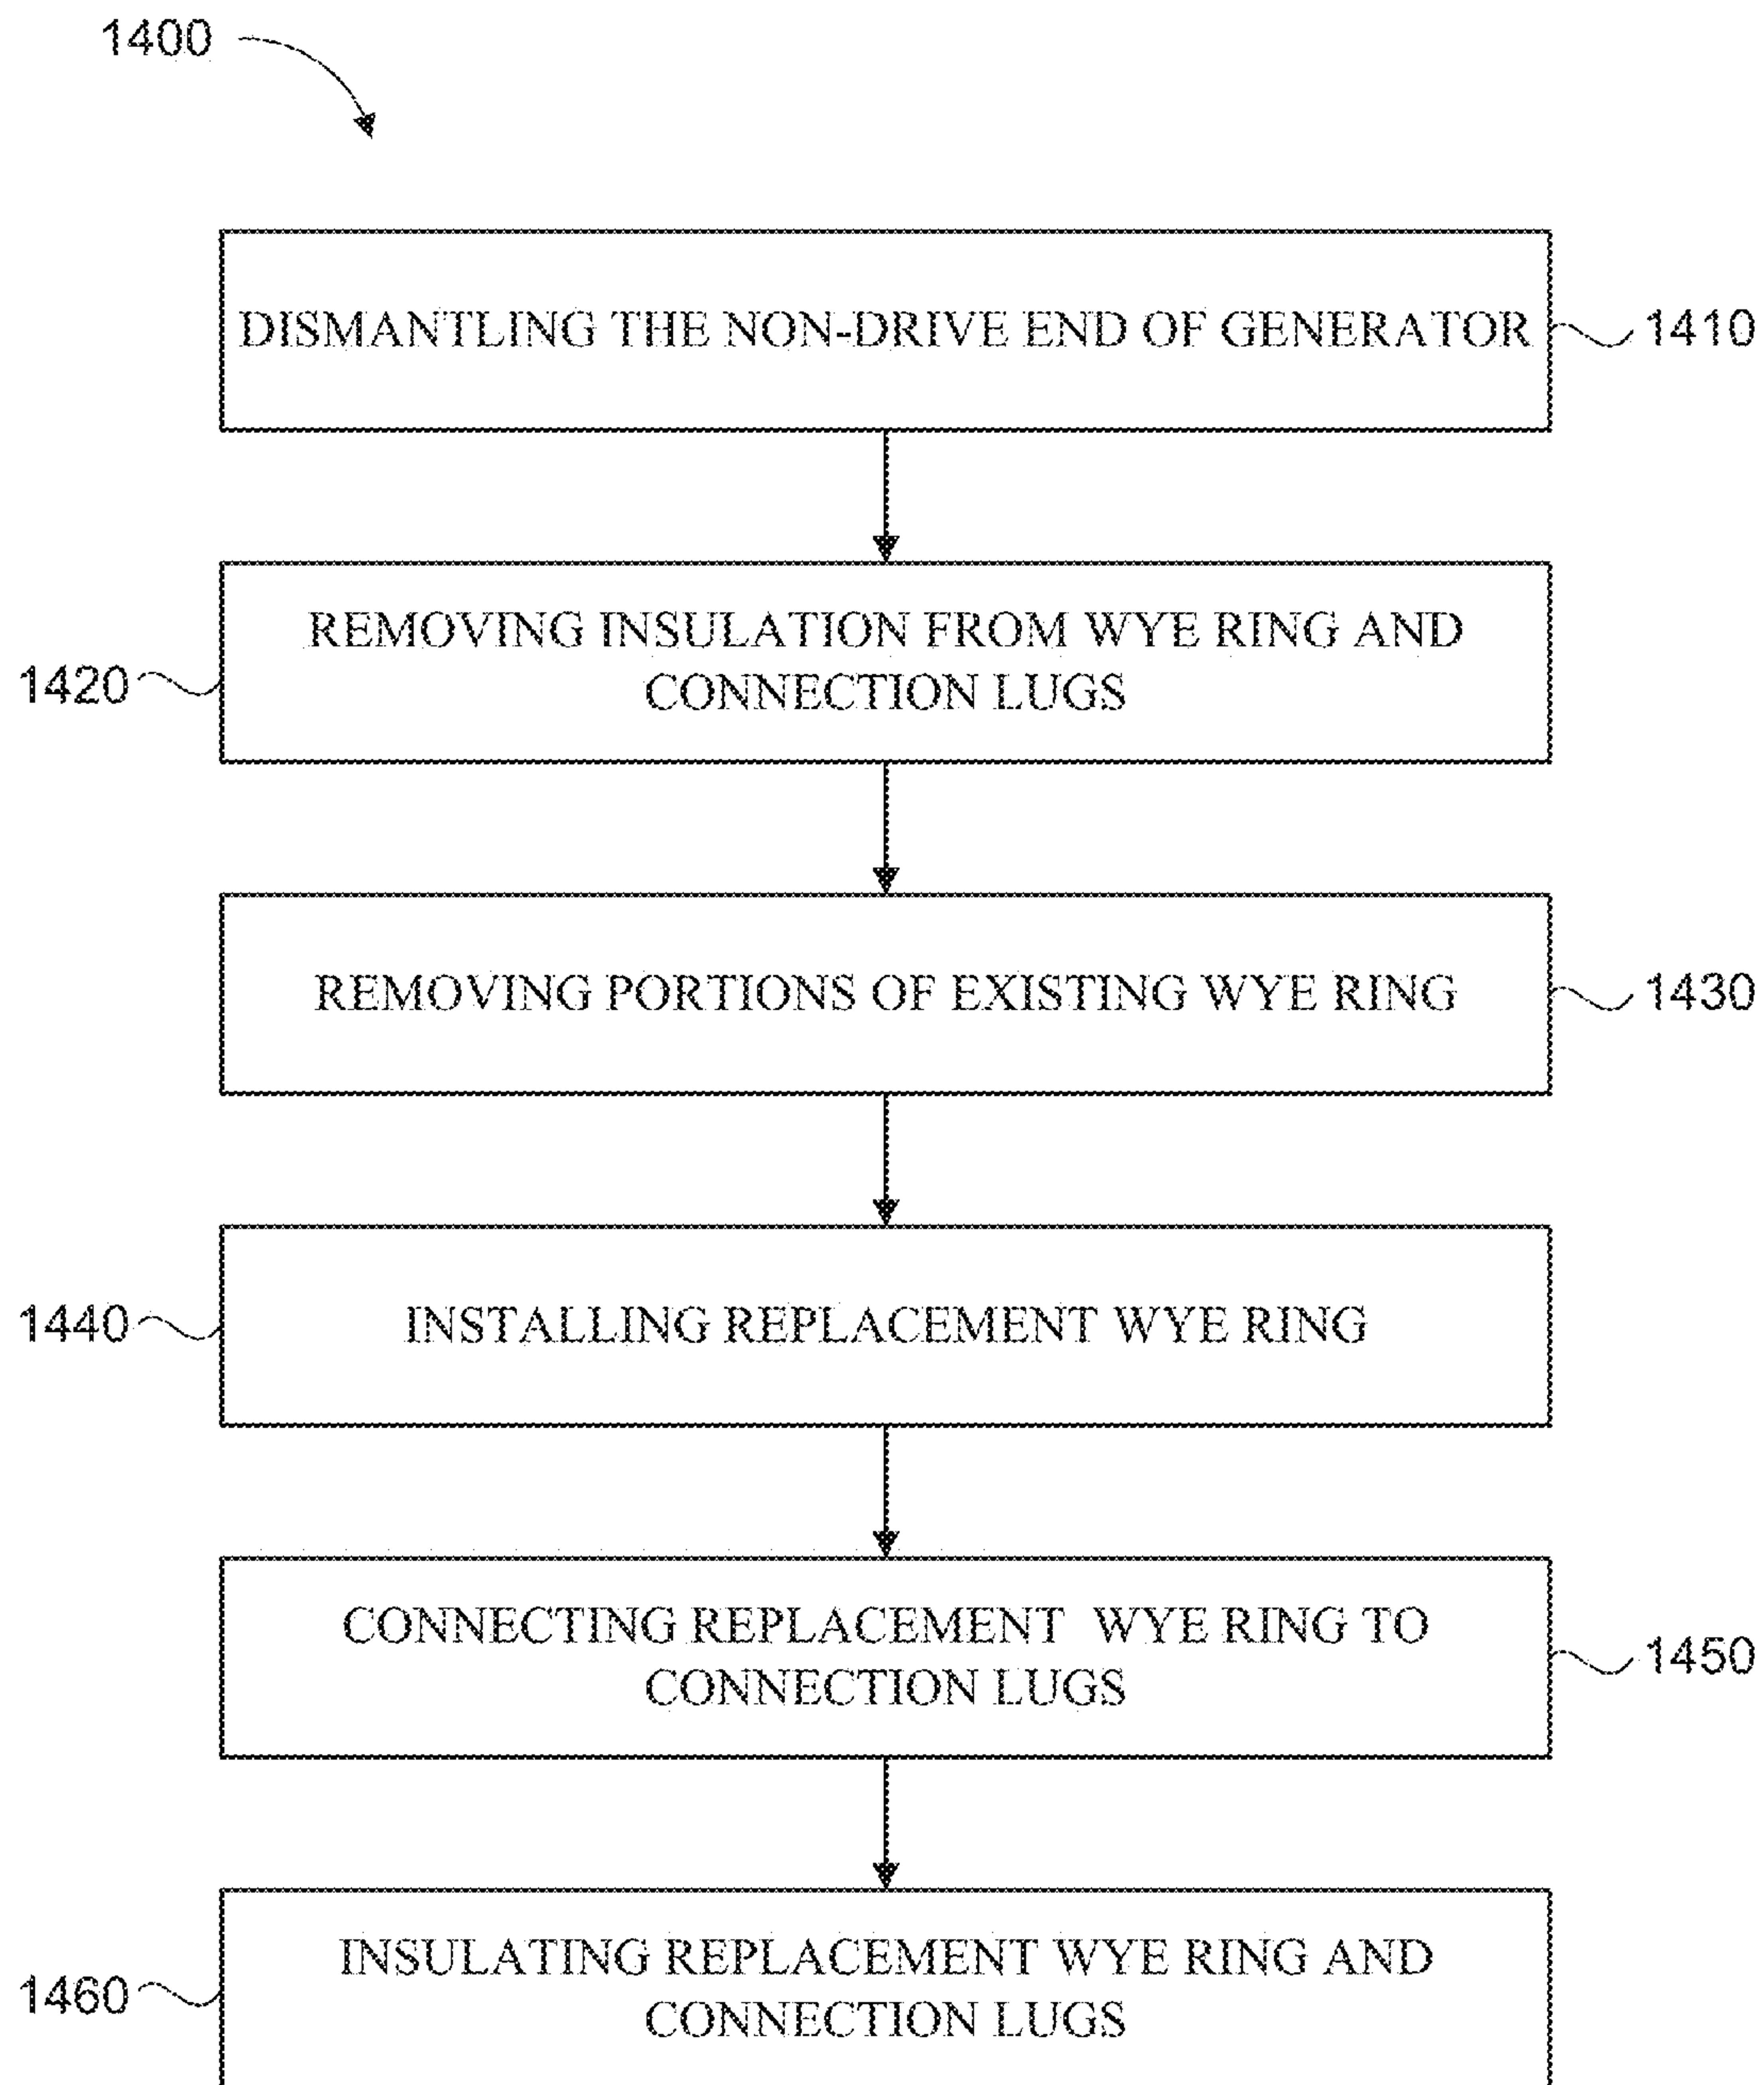 1400
DISMANTLING THE NON-DRIVE END OF GENERATOR
1410
REMOVING INSULATION FROM WYE RING AND
CONNECTION LUGS
1420
REMOVING PORTIONS OF EXISTING WYE RING
1430
1440
INSTALLING REPLACEMENT WYE RING
CONNECTING REPLACEMENT WYE RING TO
CONNECTION LUGS
1450
INSULATING REPLACEMENT WYE RING AND
CONNECTION LUGS
1460